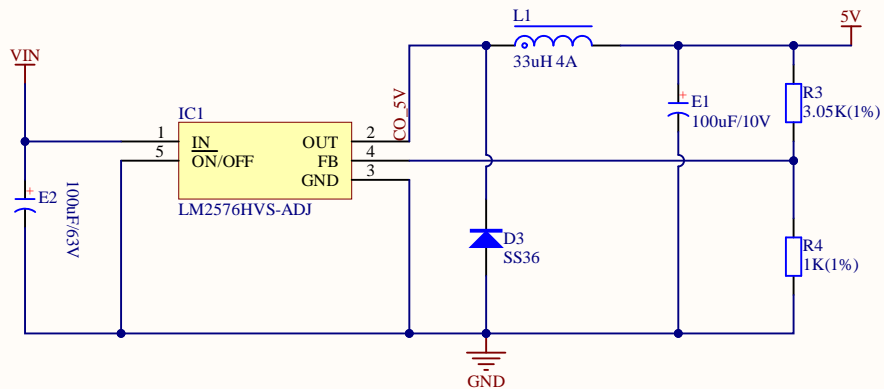 L1
5V
33uH 4A
VIN
CO_5V
E1
100uF/10V
R3
3.05K(1%)
IC1
1
IN
OUT
2
5
ON/OFF
FB
4
GND
3
LM2576HVS-ADJ
E2
100uF/63V
D3
SS36
R4
1K(1%)
GND